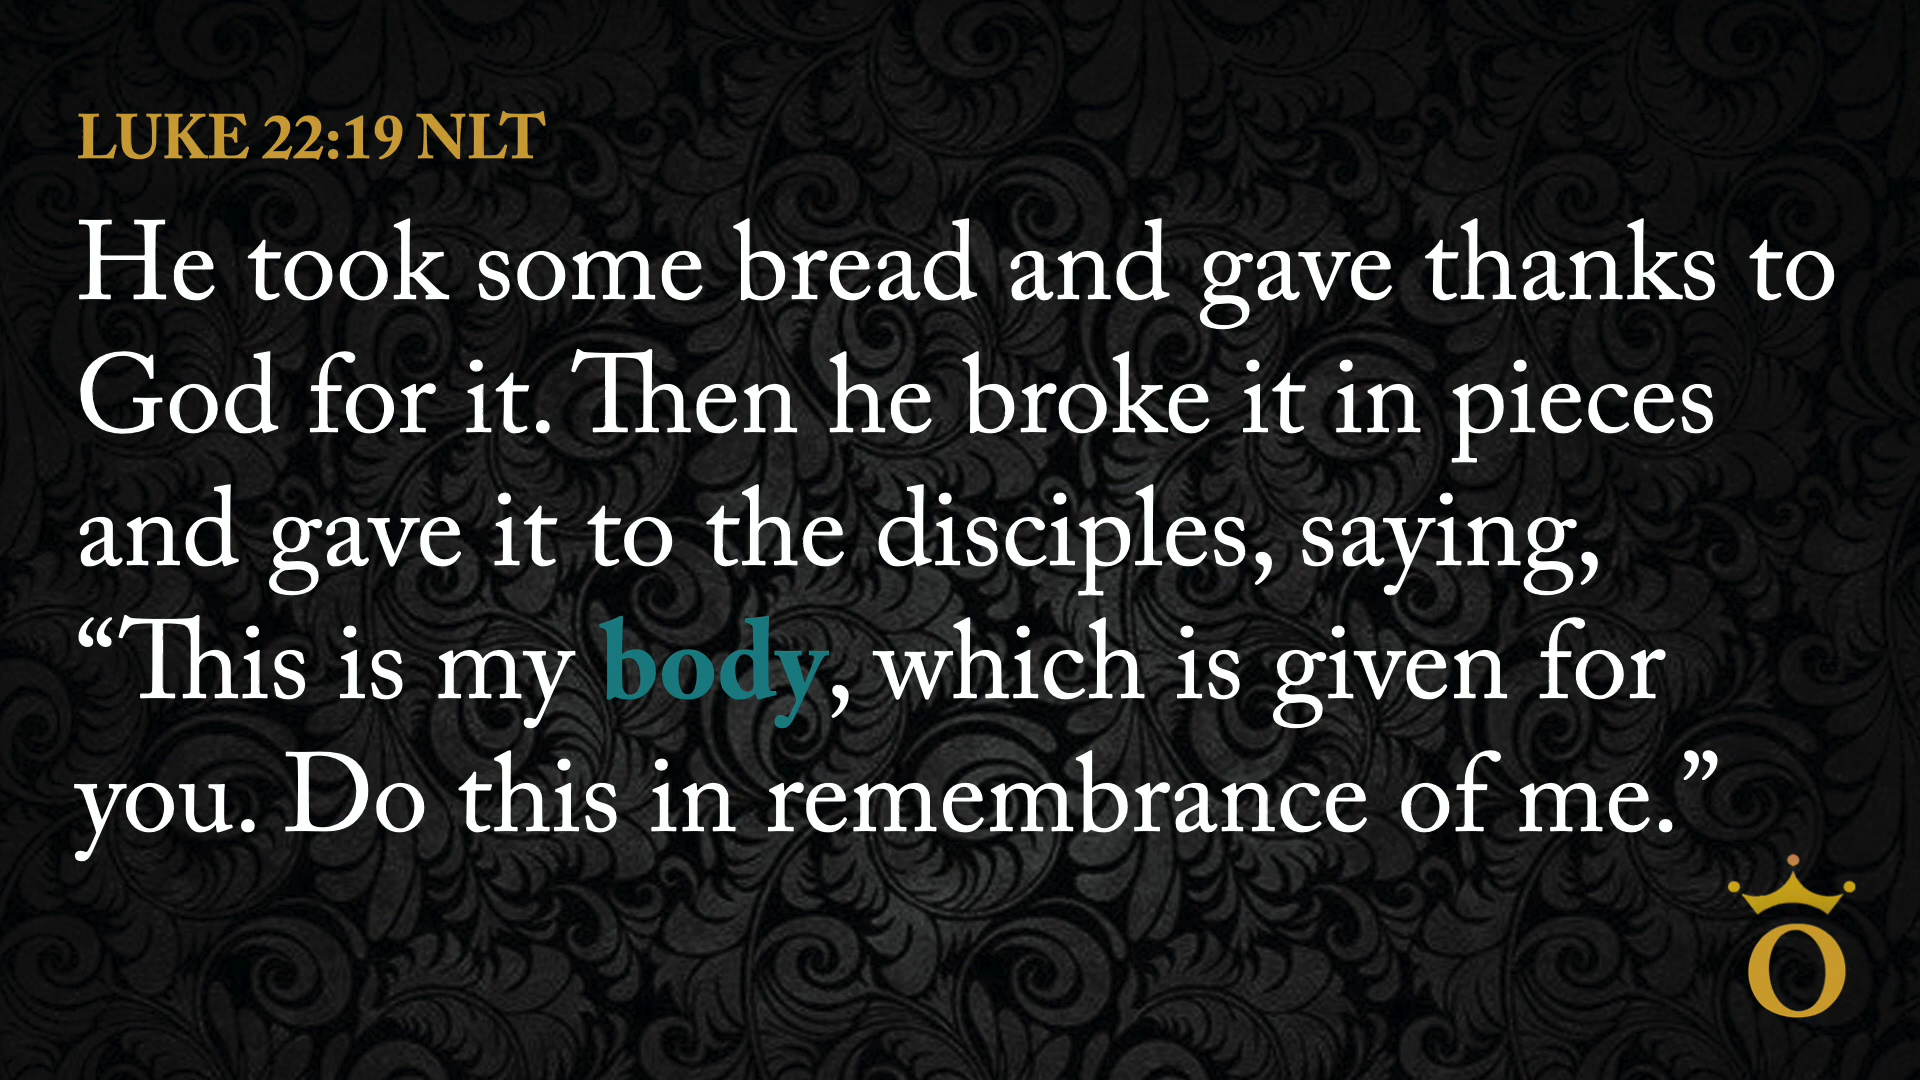 LUKE 22:19 NLT
He took some bread and gave thanks to
God for it. Then he broke it in pieces
and gave it to the disciples, saying,
“This is my body, which is given for
you. Do this in remembrance of me.”
O